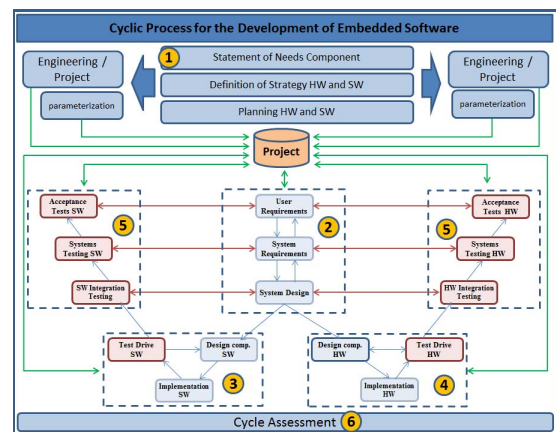 Cyclic Process for the Development of Embedded Software
1
Statement of Needs Component
Engineering /
Project
Engineering /
Project
Definition of Strategy HW and SW
parameterization
parameterization
Planning HW and SW
Project
Acceptance
Tests SW
User
Requirements
Acceptance
Tests HW
5
2
5
Systems
Testing SW
System
Requirements
Systems
Testing HW
SW Integration
Testing
System Design
HW Integration
Testing
Test Drive
SW
Design comp.
SW
Design comp.
HW
Test Drive
HW
Implementation
SW
3
Implementation
HW
4
Cycle Assessment 6